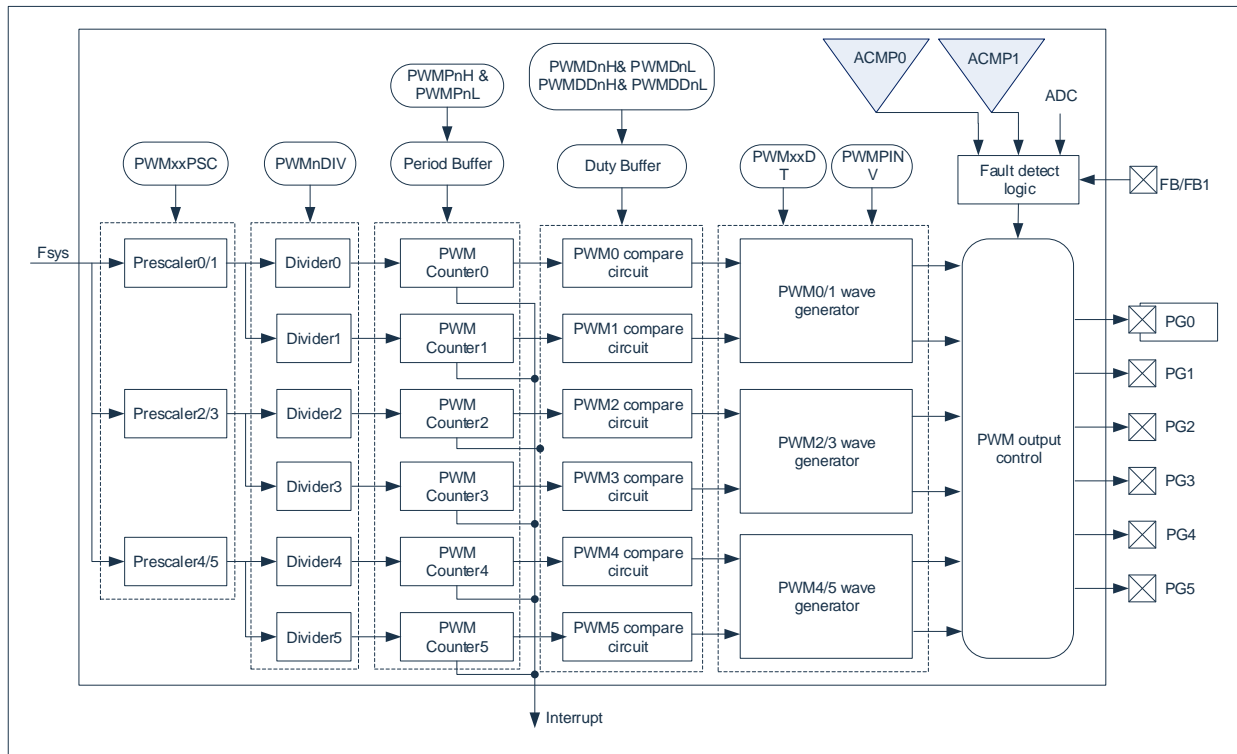 ACMP0
ACMP1
ADC
PWMPnH &
PWMPnL
PWMDnH& PWMDnL
PWMDDnH& PWMDDnL
PWMxxPSC
PWMnDIV
Period Buffer
Duty Buffer
PWMxxD
T
PWMPIN
V
Fault detect
logic
FB/FB1
Fsys
Prescaler0/1
Divider0
PWM
Counter0
PWM0 compare
circuit
PWM0/1 wave
generator
Divider1
PWM
Counter1
PWM1 compare
circuit
Prescaler2/3
Divider2
PWM
Counter2
PWM2 compare
circuit
PWM2/3 wave
generator
Divider3
PWM
Counter3
PWM3 compare
circuit
Prescaler4/5
Divider4
PWM
Counter4
PWM4 compare
circuit
PWM4/5 wave
generator
Divider5
PWM
Counter5
PWM5 compare
circuit
PWM output
control
PG0
PG1
PG2
PG3
PG4
PG5
Interrupt